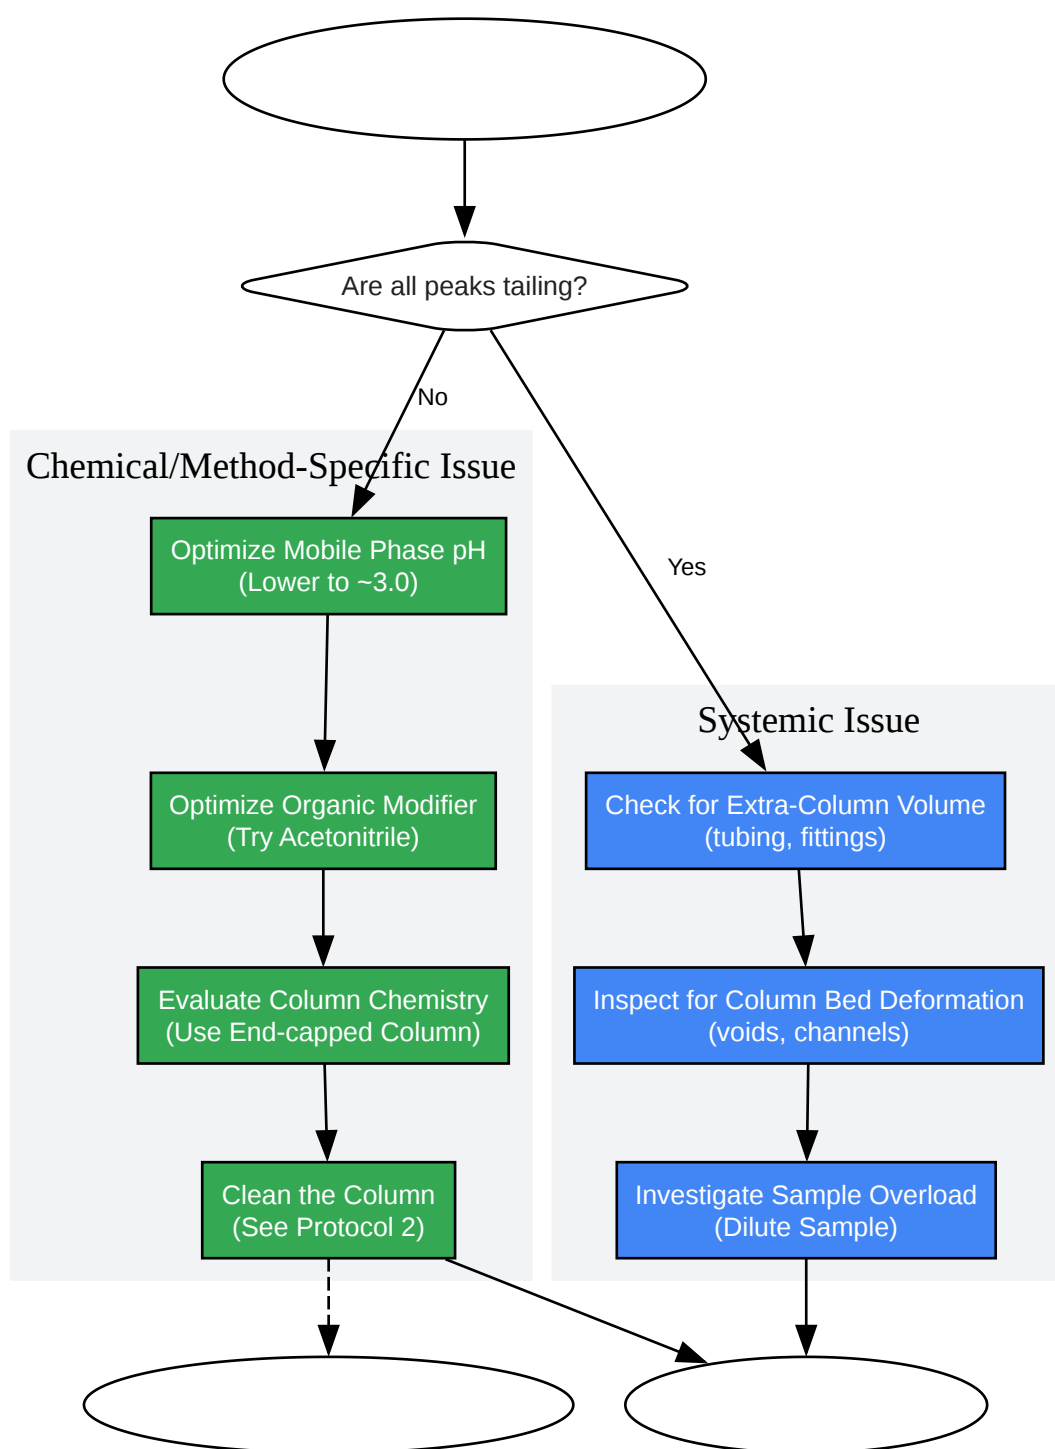 Are all peaks tailing?
No
Chemical/Method-Specific Issue
Optimize Mobile Phase pH
(Lower to ~3.0)
Yes
Systemic Issue
Optimize Organic Modifier
(Try Acetonitrile)
Check for Extra-Column Volume
(tubing, fittings)
Evaluate Column Chemistry
(Use End-capped Column)
Inspect for Column Bed Deformation
(voids, channels)
Clean the Column
(See Protocol 2)
Investigate Sample Overload
(Dilute Sample)